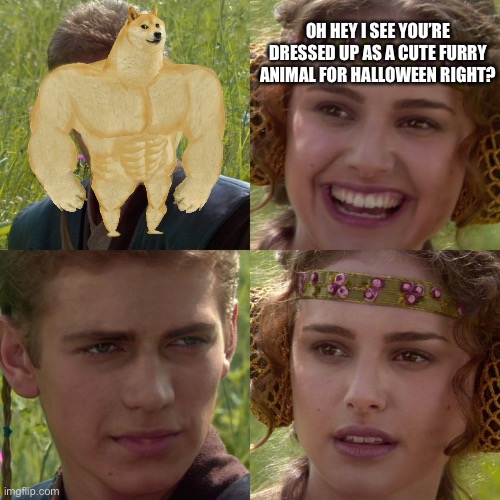 OH HEY I SEE YOU'RE
DRESSED UP AS A CUTE FURRY
ANIMAL FOR HALLOWEEN RIGHT?
imgflip.com